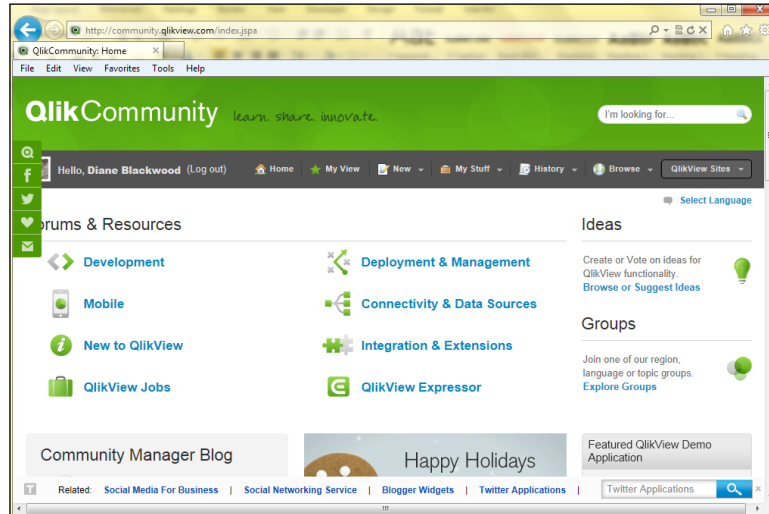 http://community.qlikview.com/index.jspa
QlikCommunity: Home
File Edit View Favorites Tools Help
QlikCommunity learn. share. innovate.
I'm looking for...
Hello, Diane Blackwood (Log out) Home My View New My Stuff History Browse QlikView Sites
Select Language
orums & Resources
Development
Deployment & Management
Mobile
Connectivity & Data Sources
New to QlikView
Integration & Extensions
QlikView Jobs
QlikView Expressor
Ideas
Create or Vote on ideas for
QlikView functionality.
Browse or Suggest Ideas
Groups
Join one of our region,
language or topic groups.
Explore Groups
Community Manager Blog
Happy Holidays
Featured QlikView Demo
Application
Related: Social Media For Business | Social Networking Service | Blogger Widgets | Twitter Applications |
Twitter Applications